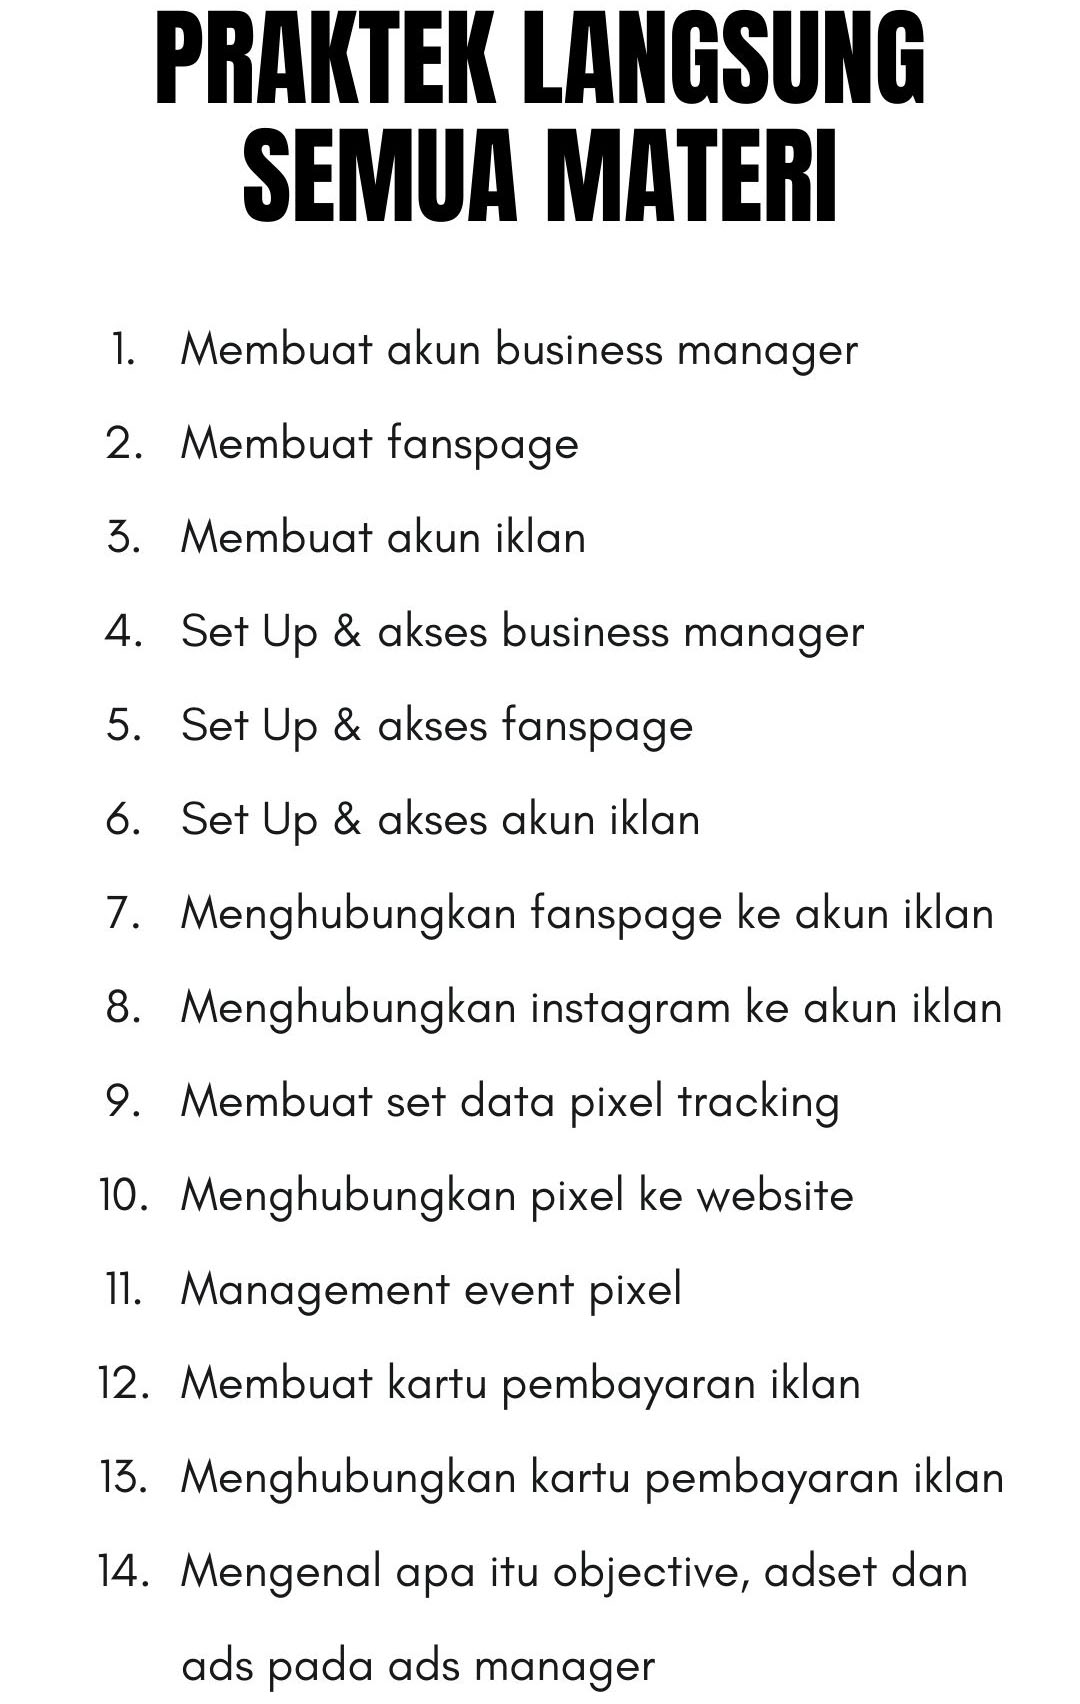 PRAKTEK LANGSUNG
SEMUA MATERI
1. Membuat akun business manager
2. Membuat fanspage
3. Membuat akun iklan
4. Set Up & akses business manager
5. Set Up & akses fanspage
6. Set Up & akses akun iklan
7. Menghubungkan fanspage ke akun iklan
8. Menghubungkan instagram ke akun iklan
9. Membuat set data pixel tracking
10. Menghubungkan pixel ke website
11. Management event pixel
12. Membuat kartu pembayaran iklan
13. Menghubungkan kartu pembayaran iklan
14. Mengenal apa itu objective, adset dan
ads pada ads manager